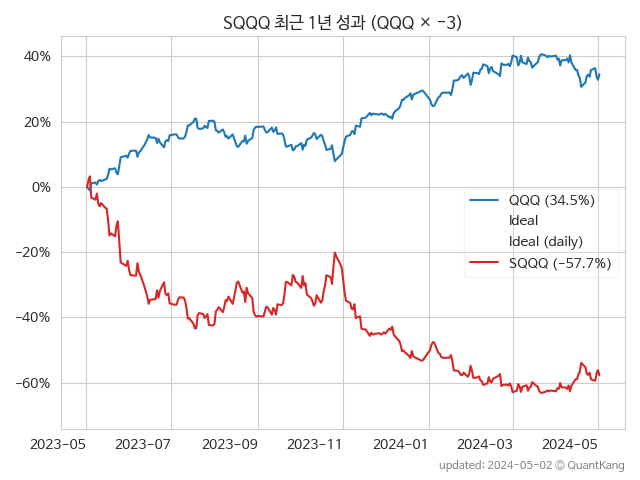 SQQQ 최근 1년 성과 (QQQ × −3)
40%
20%
0%
−20%
−40%
−60%
QQQ (34.5%)
Ideal
Ideal (daily)
SQQQ (−57.7%)
2023−05
2023−07
2023−09
2023−11
2024−01
2024−03
2024−05
updated: 2024-05-02 ⓒ QuantKang